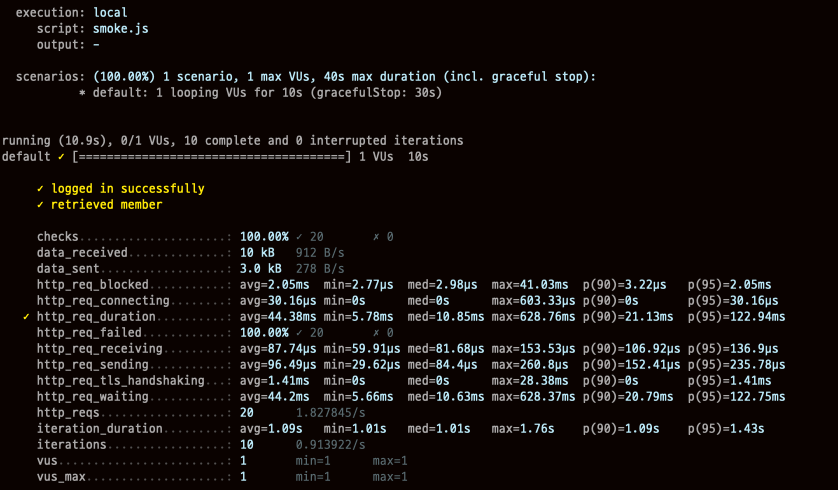 execution: local
script: smoke.js
output: -
scenarios: (100.00%) 1 scenario, 1 max VUs, 40s max duration (incl. graceful stop):
* default: 1 looping VUs for 10s (gracefulStop: 30s)
running (10.9s), 0/1 VUs, 10 complete and 0 interrupted iterations
default ✓ [======================================] 1 VUs  10s
✓ logged in successfully
✓ retrieved member
checks.....................: 100.00% ✓ 20       ✗ 0
data_received..............: 10 kB   912 B/s
data_sent..................: 3.0 kB  278 B/s
http_req_blocked...........: avg=2.05ms  min=2.77µs  med=2.98µs  max=41.03ms  p(90)=3.22µs   p(95)=2.05ms
http_req_connecting........: avg=30.16µs min=0s      med=0s      max=603.33µs p(90)=0s       p(95)=30.16µs
✓ http_req_duration..........: avg=44.38ms min=5.78ms  med=10.85ms max=628.76ms p(90)=21.13ms  p(95)=122.94ms
http_req_failed............: 100.00% ✓ 20       ✗ 0
http_req_receiving.........: avg=87.74µs min=59.91µs med=81.68µs max=153.53µs p(90)=106.92µs p(95)=136.9µs
http_req_sending...........: avg=96.49µs min=29.62µs med=84.4µs  max=260.8µs  p(90)=152.41µs p(95)=235.78µs
http_req_tls_handshaking...: avg=1.41ms  min=0s      med=0s      max=28.38ms  p(90)=0s       p(95)=1.41ms
http_req_waiting...........: avg=44.2ms  min=5.66ms  med=10.63ms max=628.37ms p(90)=20.79ms  p(95)=122.75ms
http_reqs..................: 20      1.827845/s
iteration_duration.........: avg=1.09s   min=1.01s   med=1.01s   max=1.76s    p(90)=1.09s    p(95)=1.43s
iterations.................: 10      0.913922/s
vus........................: 1       min=1      max=1
vus_max....................: 1       min=1      max=1